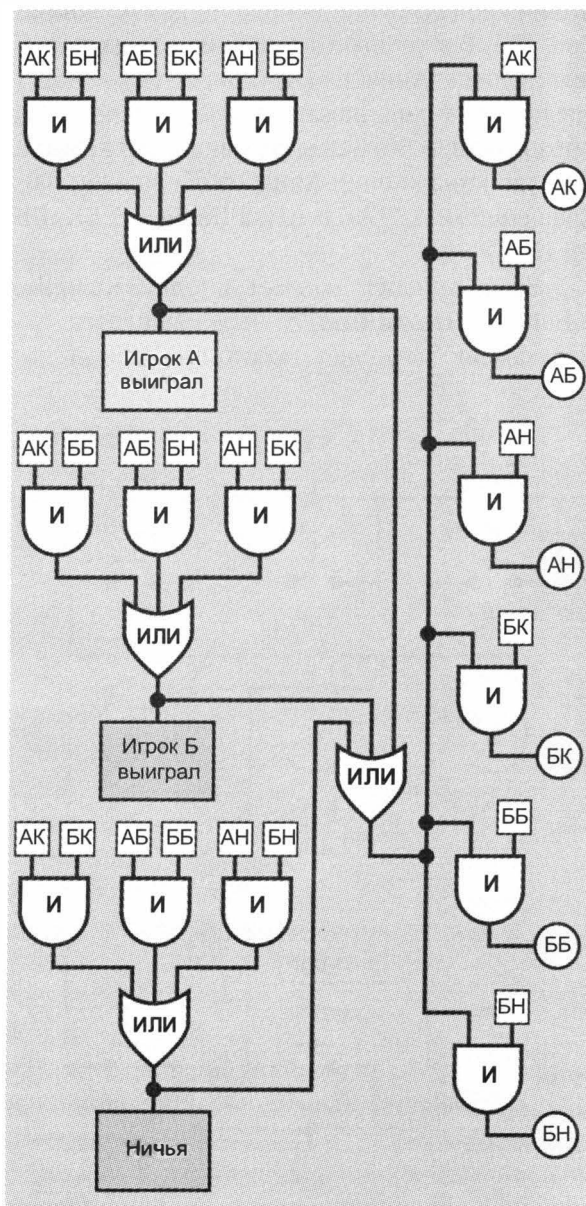 АК БН АБ БК АН ББ
И И И
ИЛИ
Игрок А
выиграл
АК ББ АБ БН АН БК
И И И
ИЛИ
Игрок Б
выиграл
ИЛИ
АК БК АБ ББ АН БН
И И И
ИЛИ
Ничья
АК
И
АК
АБ
И
АБ
АН
И
АН
БК
И
БК
ББ
И
ББ
БН
И
БН